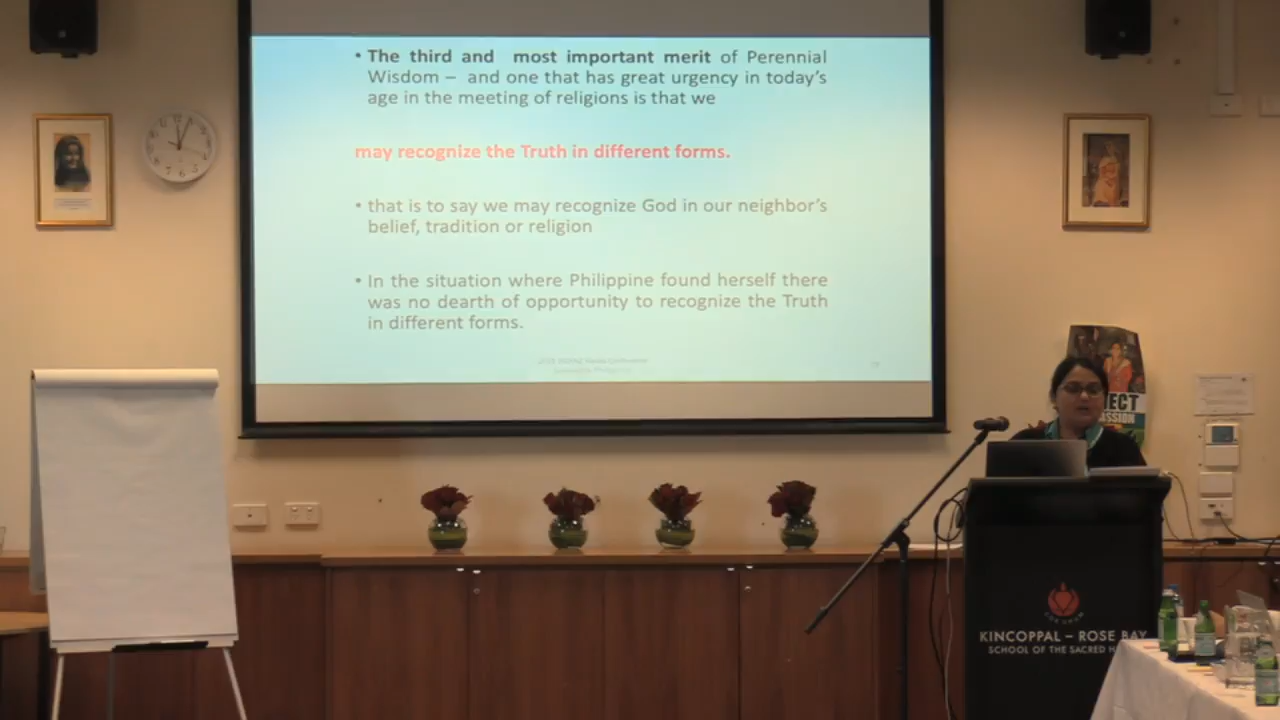 • The third and most important merit of Perennial
Wisdom – and one that has great urgency in today's
age in the meeting of religions is that we
may recognize the Truth in different forms.
• that is to say we may recognize God in our neighbor's
belief, tradition or religion
• In the situation where Philippine found herself there
was no dearth of opportunity to recognize the Truth
in different forms.
KINCOPPAL – ROSE BAY
SCHOOL OF THE SACRED